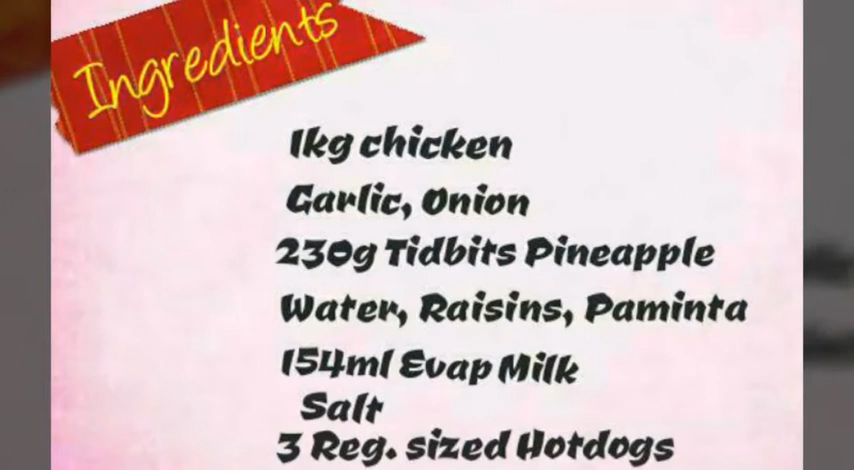 Ingredients
1kg chicken
Garlic, Onion
230g Tidbits Pineapple
Water, Raisins, Paminta
154ml Evap Milk
Salt
3 Reg. sized Hotdogs